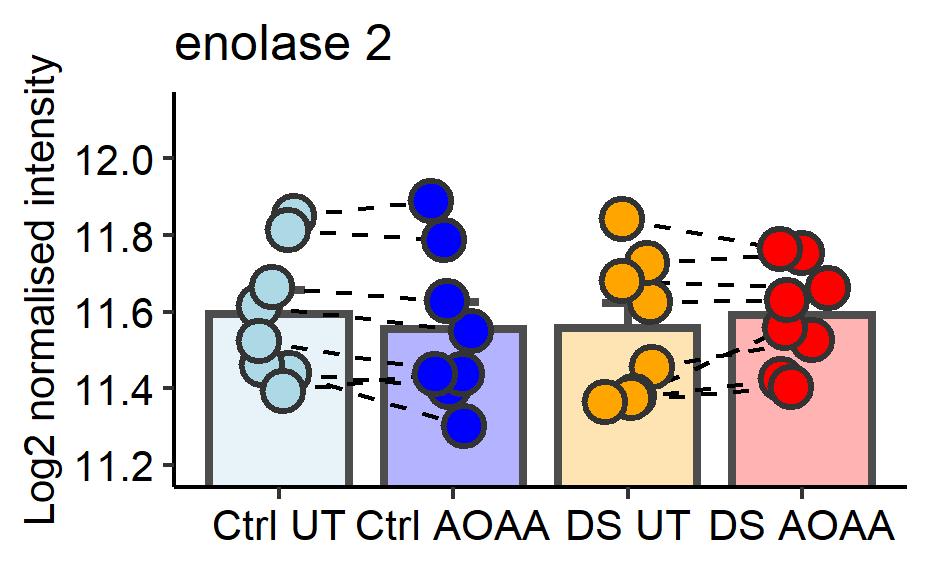 enolase 2
Log2 normalised intensity
12.0
11.8
11.6
11.4
11.2
Ctrl UT Ctrl AOAA DS UT DS AOAA